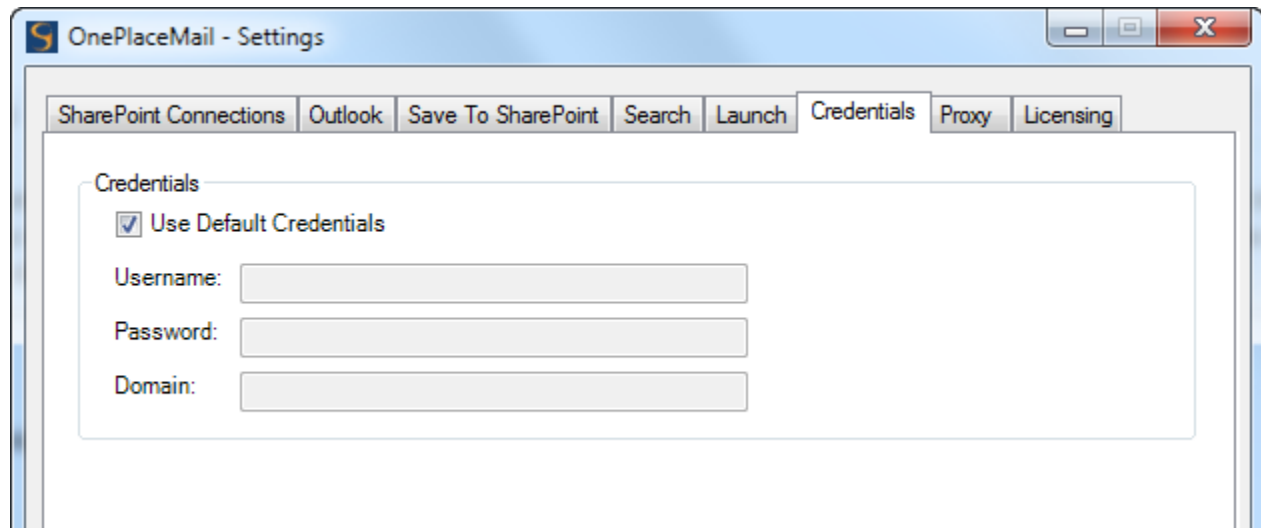 OnePlaceMail - Settings
SharePoint Connections Outlook Save To SharePoint Search Launch Credentials Proxy Licensing
Credentials
Use Default Credentials
Username:
Password:
Domain: